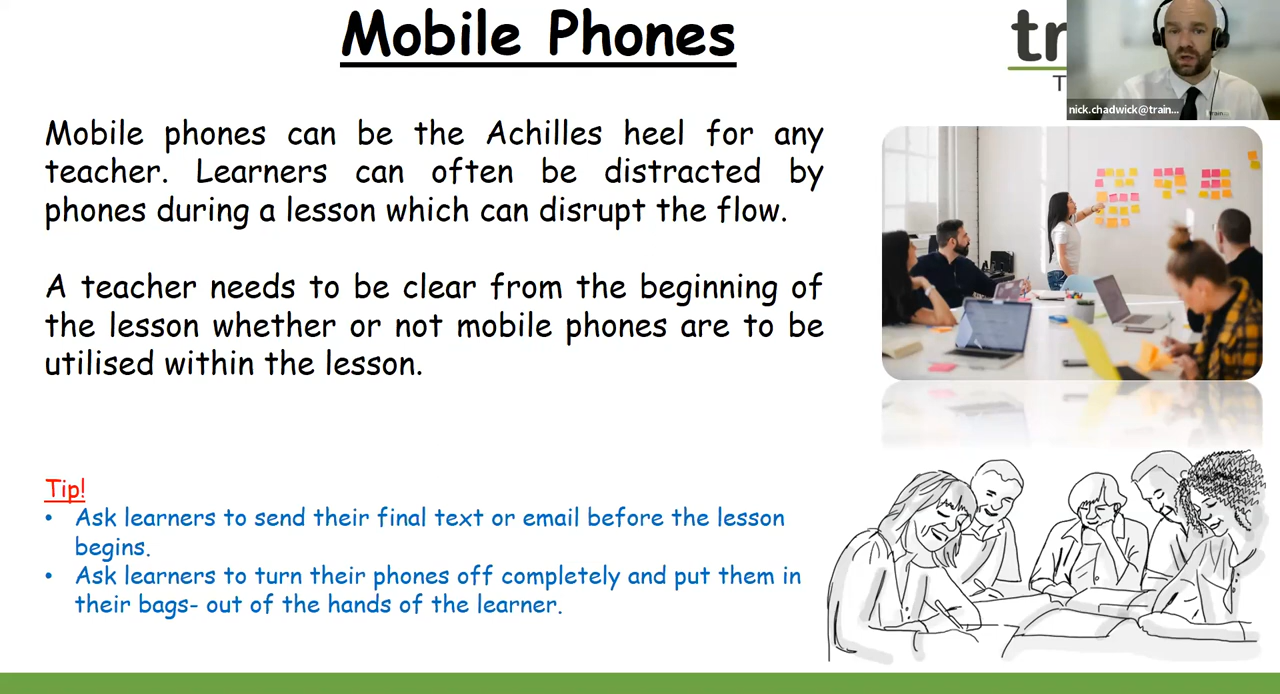 Mobile Phones
tr
T
nick.chadwick@train...
Mobile phones can be the Achilles heel for any
teacher. Learners can often be distracted by
phones during a lesson which can disrupt the flow.
A teacher needs to be clear from the beginning of
the lesson whether or not mobile phones are to be
utilised within the lesson.
Tip!
• Ask learners to send their final text or email before the lesson
begins.
• Ask learners to turn their phones off completely and put them in
their bags- out of the hands of the learner.